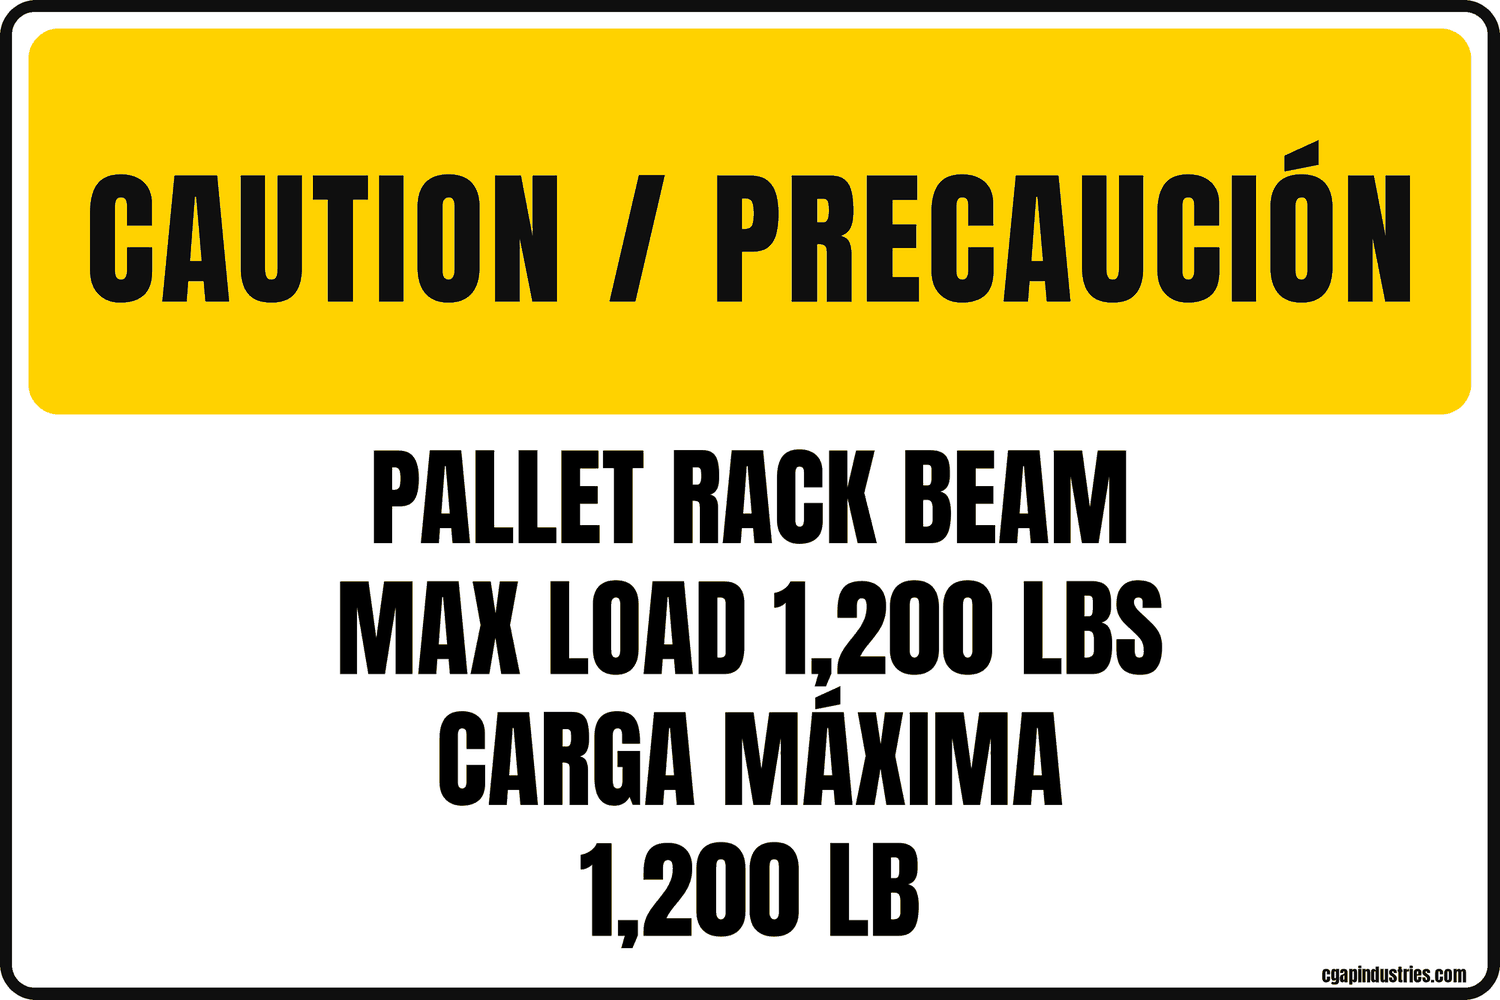 CAUTION / PRECAUCIÓN
PALLET RACK BEAM
MAX LOAD 1,200 LBS
CARGA MÁXIMA
1,200 LB
cgapindustries.com